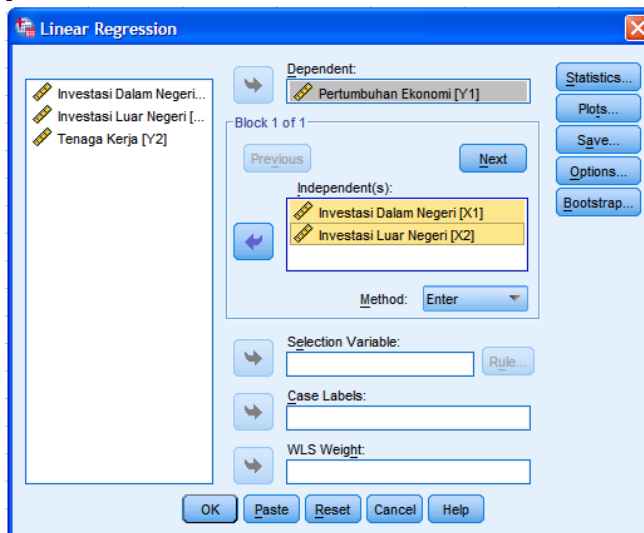 Linear Regression
Investasi Dalam Negeri...
Investasi Luar Negeri [...
Tenaga Kerja [Y2]
Dependent:
Pertumbuhan Ekonomi [Y1]
Block 1 of 1
Previous
Next
Independent(s):
Investasi Dalam Negeri [X1]
Investasi Luar Negeri [X2]
Method: Enter
Selection Variable:
Rule...
Case Labels:
WLS Weight:
Statistics...
Plots...
Save...
Options...
Bootstrap...
OK Paste Reset Cancel Help